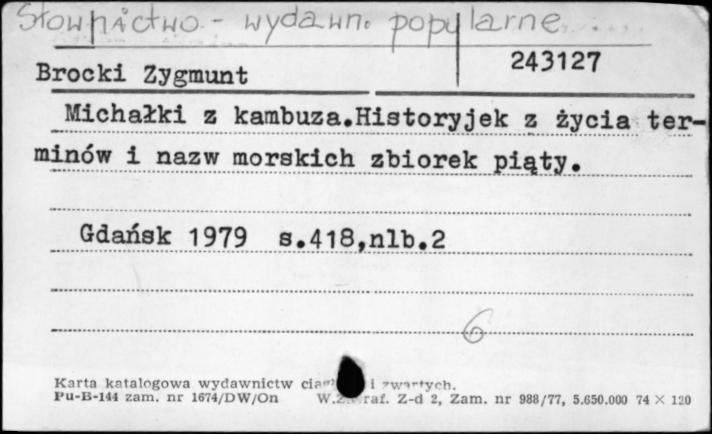 Słownictwo - wydawn. popularne
Brocki Zygmunt 243127
Michałki z kambuza.Historyjek z życia ter-
minów i nazw morskich zbiorek piąty.
Gdańsk 1979 s.418,nlb.2
6
Karta katalogowa wydawnictw i zwartych.
Pu-B-144 zam. nr 1674/DW/On Z-d 2, Zam. nr 988/77, 5.650.000 74 × 120